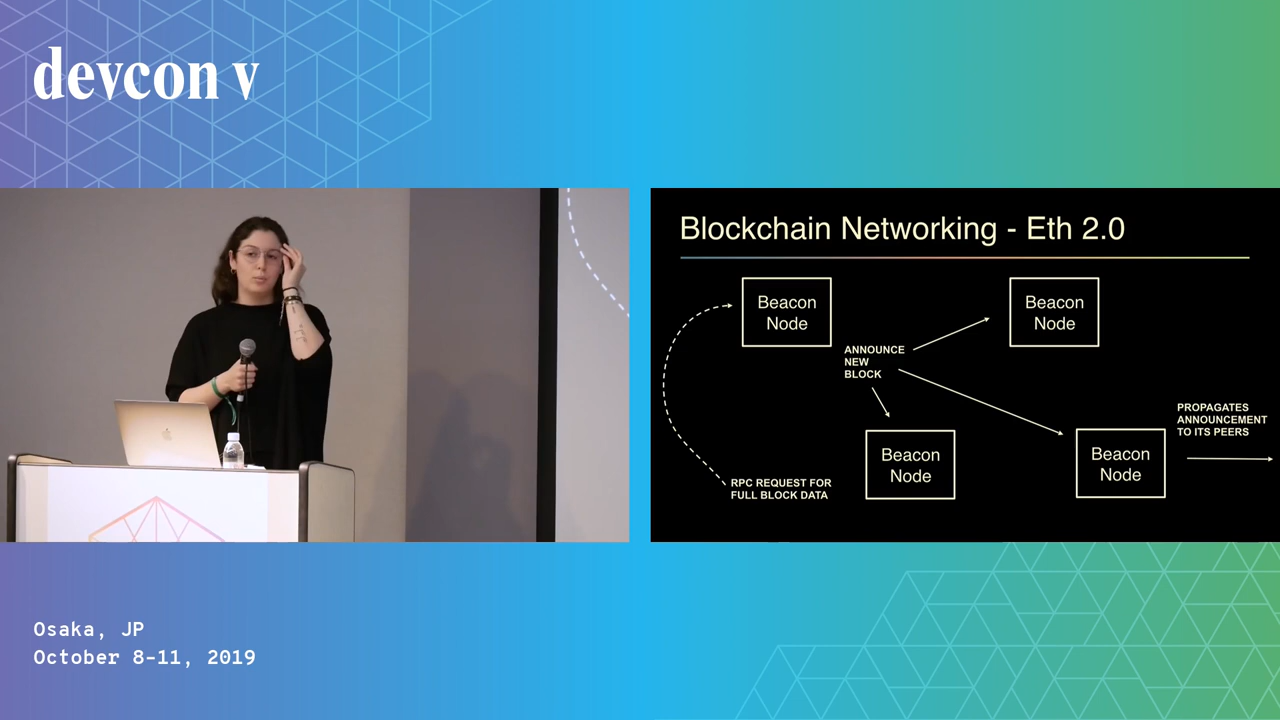 devcon v
Blockchain Networking - Eth 2.0
Beacon
Node
Beacon
Node
ANNOUNCE
NEW
BLOCK
PROPAGATES
ANNOUNCEMENT
TO ITS PEERS
Beacon
Node
Beacon
Node
RPC REQUEST FOR
FULL BLOCK DATA
Osaka, JP
October 8-11, 2019